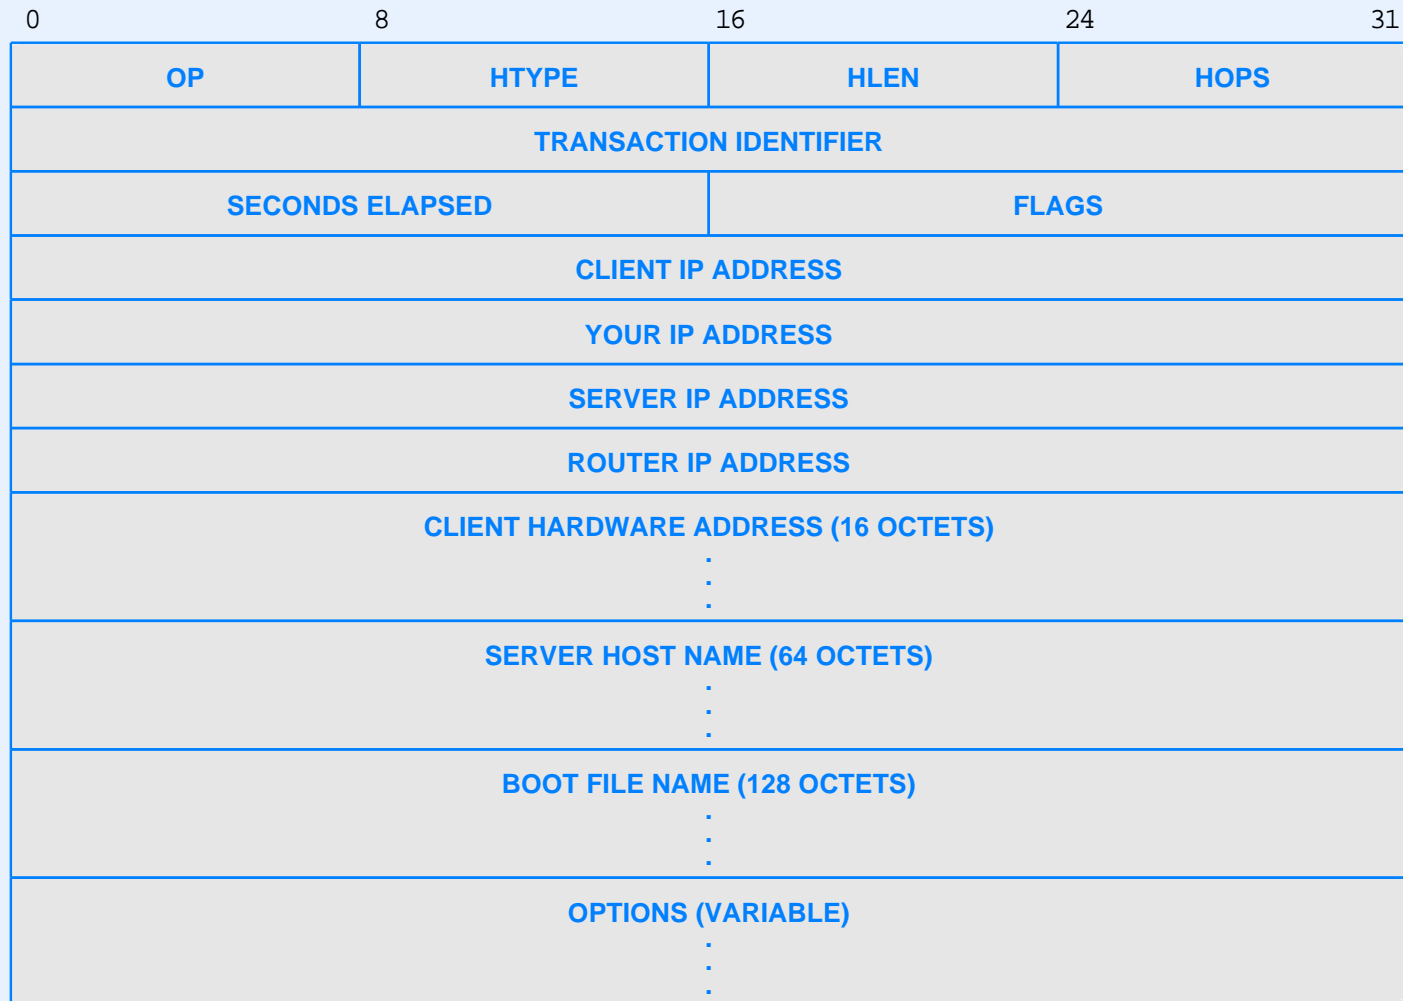 0 8 16 24 31
OP HTYPE HLEN HOPS
TRANSACTION IDENTIFIER
SECONDS ELAPSED FLAGS
CLIENT IP ADDRESS
YOUR IP ADDRESS
SERVER IP ADDRESS
ROUTER IP ADDRESS
CLIENT HARDWARE ADDRESS (16 OCTETS)
.
.
.
SERVER HOST NAME (64 OCTETS)
.
.
.
BOOT FILE NAME (128 OCTETS)
.
.
.
OPTIONS (VARIABLE)
.
.
.